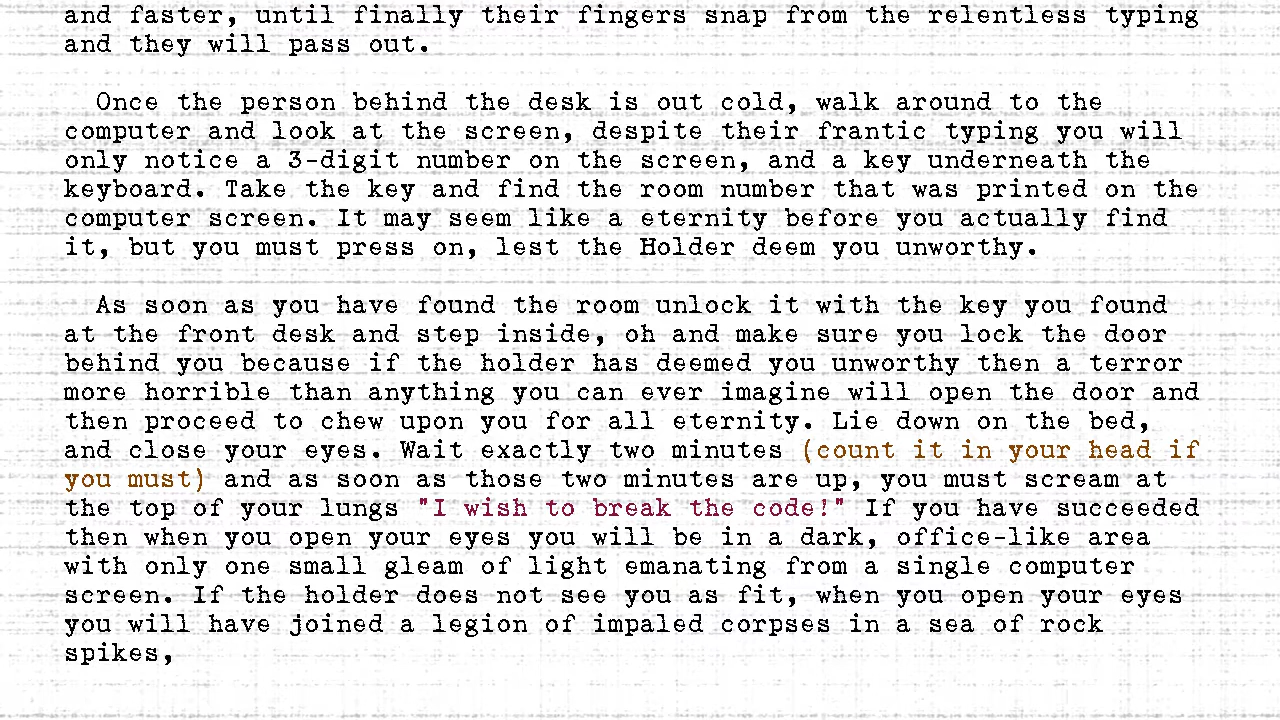 and faster, until finally their fingers snap from the relentless typing
and they will pass out.
Once the person behind the desk is out cold, walk around to the
computer and look at the screen, despite their frantic typing you will
only notice a 3-digit number on the screen, and a key underneath the
keyboard. Take the key and find the room number that was printed on the
computer screen. It may seem like a eternity before you actually find
it, but you must press on, lest the Holder deem you unworthy.
As soon as you have found the room unlock it with the key you found
at the front desk and step inside, oh and make sure you lock the door
behind you because if the holder has deemed you unworthy then a terror
more horrible than anything you can ever imagine will open the door and
then proceed to chew upon you for all eternity. Lie down on the bed,
and close your eyes. Wait exactly two minutes (count it in your head if
you must) and as soon as those two minutes are up, you must scream at
the top of your lungs "I wish to break the code!" If you have succeeded
then when you open your eyes you will be in a dark, office-like area
with only one small gleam of light emanating from a single computer
screen. If the holder does not see you as fit, when you open your eyes
you will have joined a legion of impaled corpses in a sea of rock
spikes,